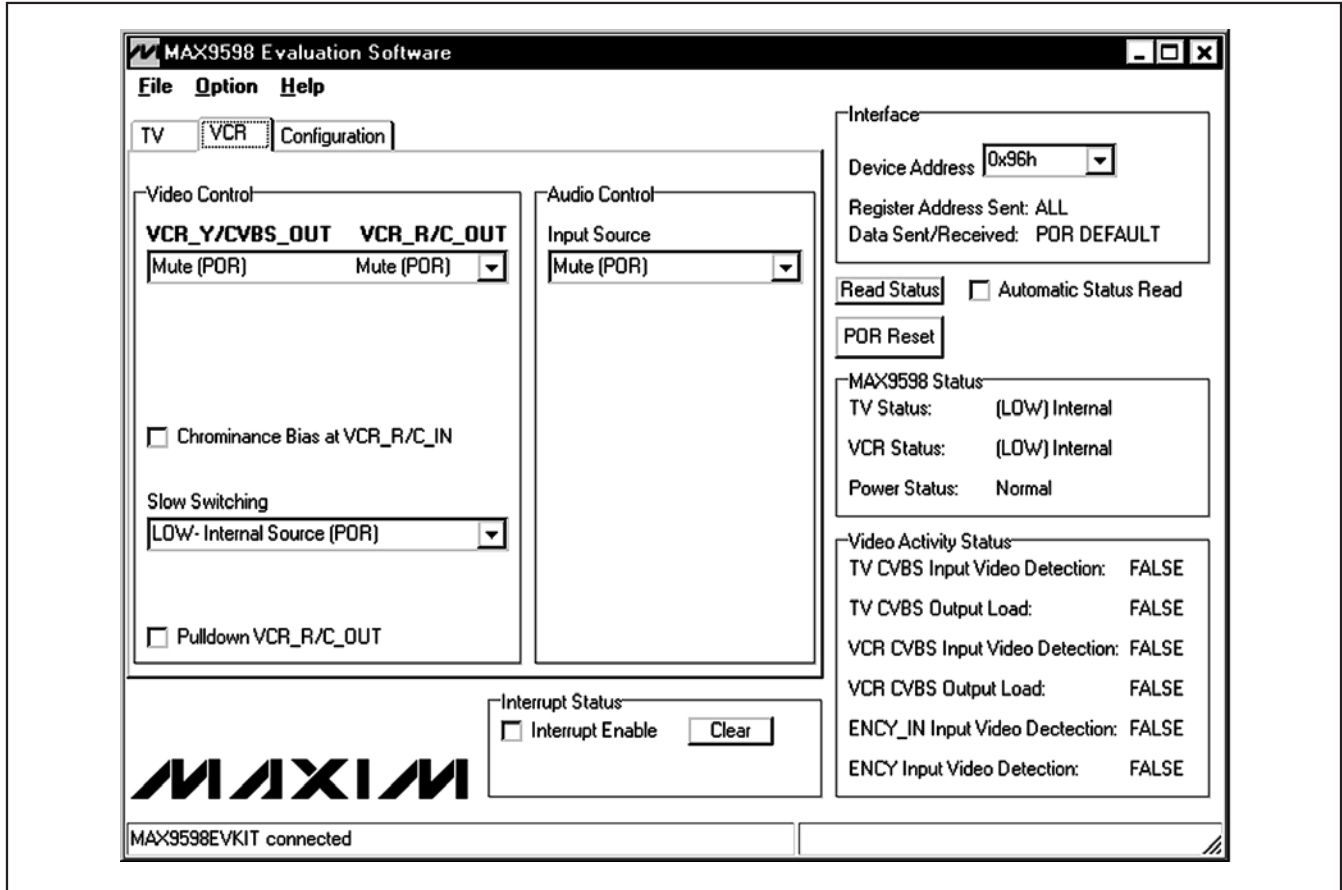 MAX9598 Evaluation Software
File Option Help
TV VCR Configuration
Video Control
VCR_Y/CVBS_OUT VCR_R/C_OUT
Mute (POR) Mute (POR)
Chrominance Bias at VCR_R/C_IN
Slow Switching
LOW- Internal Source (POR)
Pulldown VCR_R/C_OUT
Audio Control
Input Source
Mute (POR)
Interface
Device Address 0x96h
Register Address Sent: ALL
Data Sent/Received: POR DEFAULT
Read Status Automatic Status Read
POR Reset
MAX9598 Status
TV Status: (LOW) Internal
VCR Status: (LOW) Internal
Power Status: Normal
Video Activity Status
TV CVBS Input Video Detection: FALSE
TV CVBS Output Load: FALSE
VCR CVBS Input Video Detection: FALSE
VCR CVBS Output Load: FALSE
ENCY_IN Input Video Dectection: FALSE
ENCY Input Video Detection: FALSE
Interrupt Status
Interrupt Enable Clear
MAXIM
MAX9598EVKIT connected